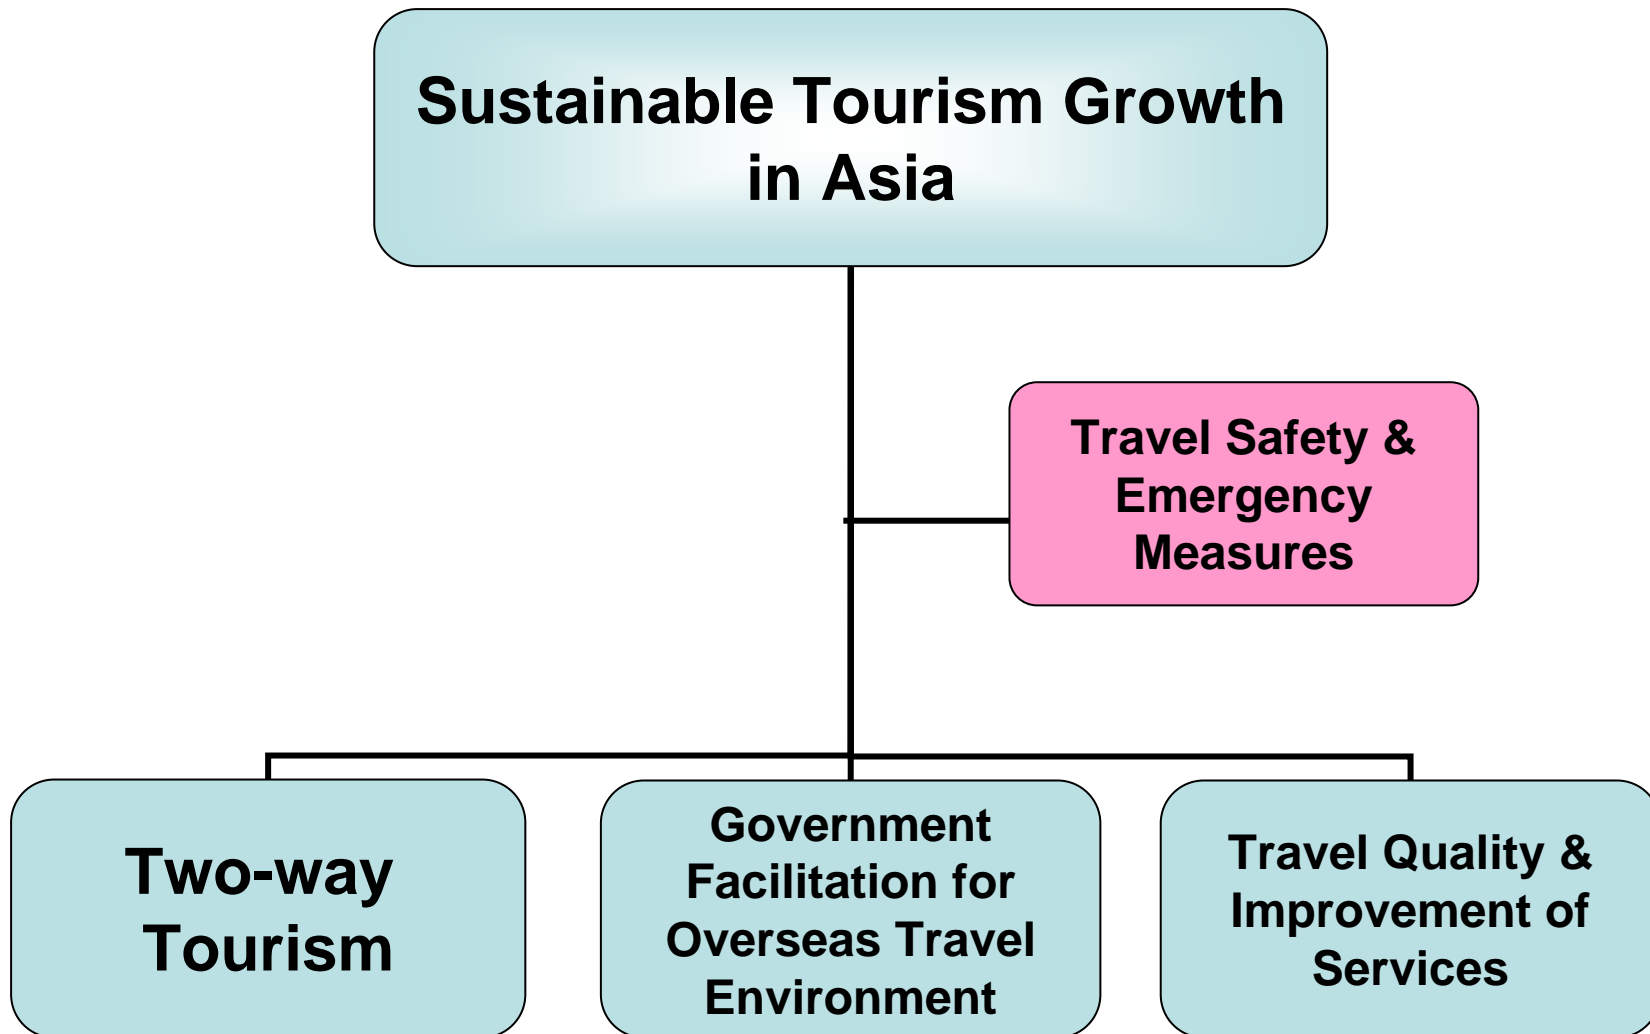 Sustainable Tourism Growth
in Asia
Travel Safety &
Emergency
Measures
Two-way
Tourism
Government
Facilitation for
Overseas Travel
Environment
Travel Quality &
Improvement of
Services